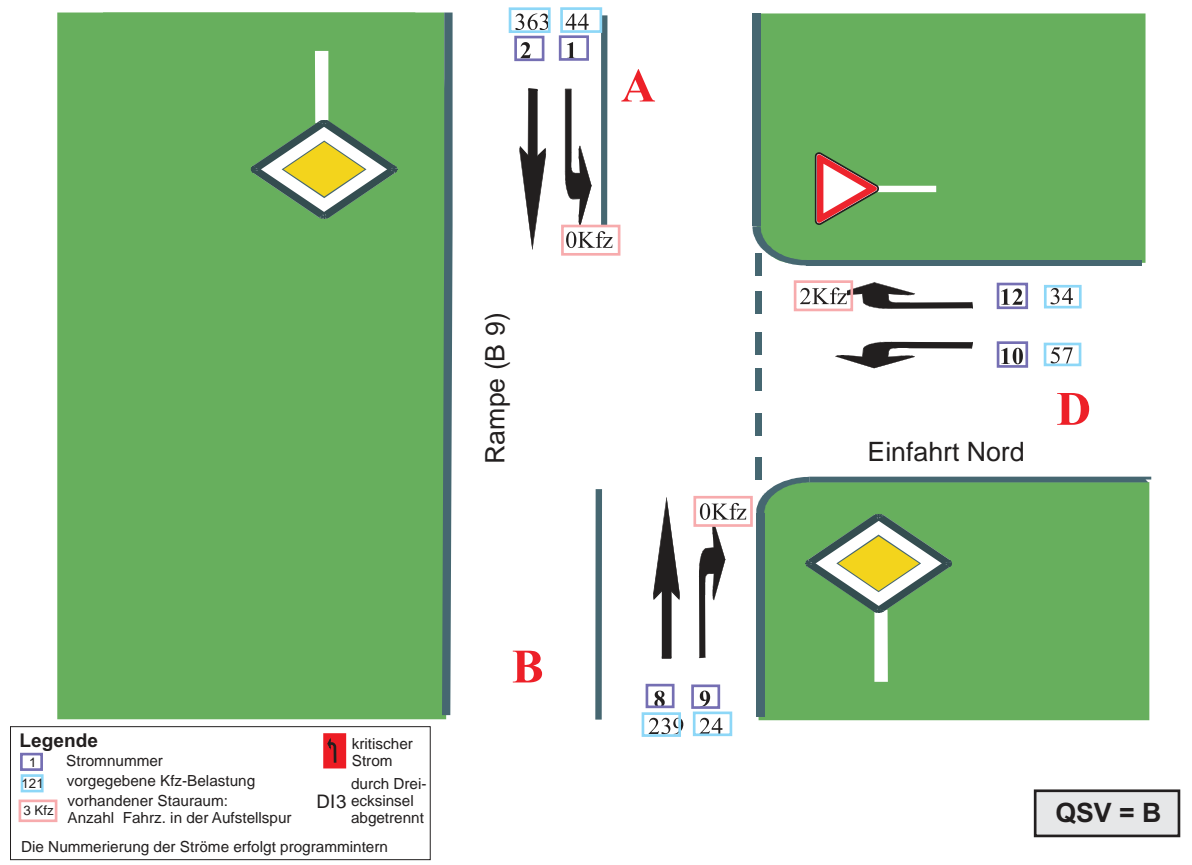 363 44
2 1
A
0Kfz
2Kfz 12 34
10 57
D
Rampe (B 9)
Einfahrt Nord
0Kfz
B
8 9
239 24
Legende
1 Stromnummer
121 vorgegebene Kfz-Belastung
3 Kfz vorhandener Stauraum:
Anzahl Fahrz. in der Aufstellspur
kritischer
Strom
durch Drei-
DI3 ecksinsel
abgetrennt
Die Nummerierung der Ströme erfolgt programmintern
QSV = B